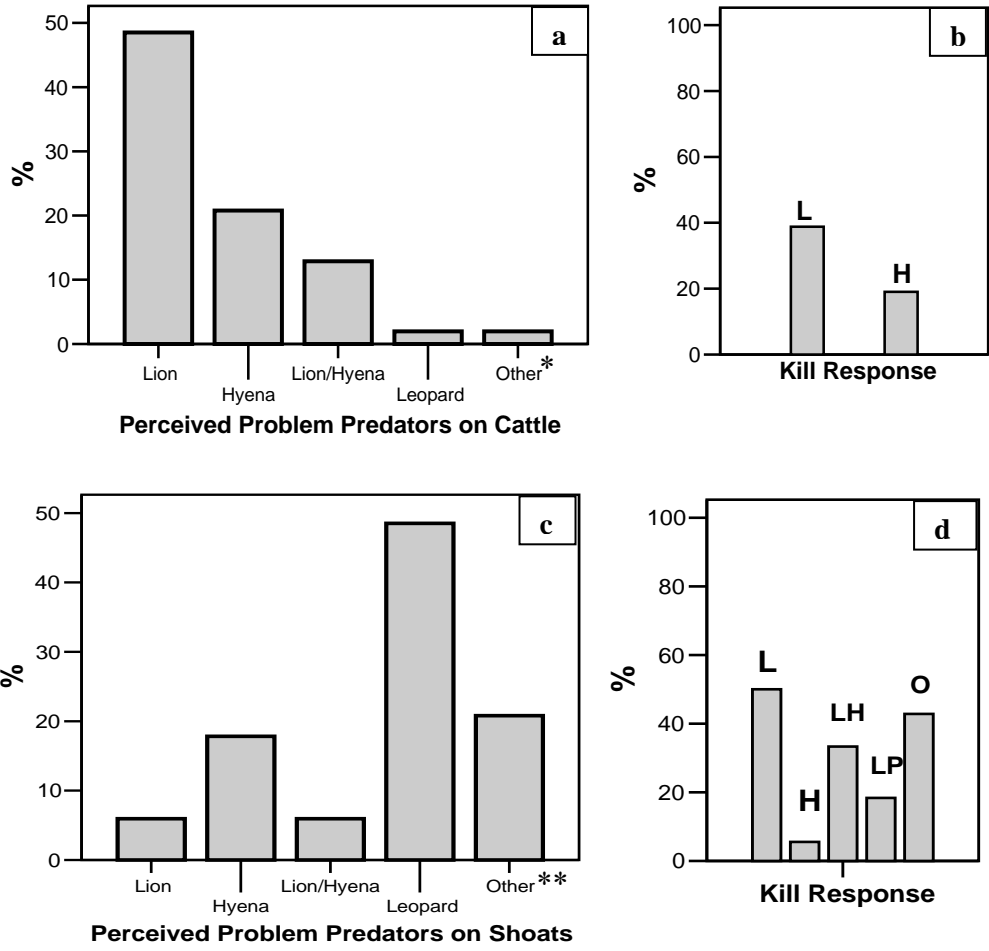 a
50
40
30
20
10
0
%
Lion
Hyena
Lion/Hyena
Leopard
Other*
Perceived Problem Predators on Cattle
b
100
80
60
40
20
0
%
L
H
Kill Response
c
50
40
30
20
10
0
%
Lion
Hyena
Lion/Hyena
Leopard
Other**
Perceived Problem Predators on Shoats
d
100
80
60
40
20
0
%
L
H
LH
LP
O
Kill Response